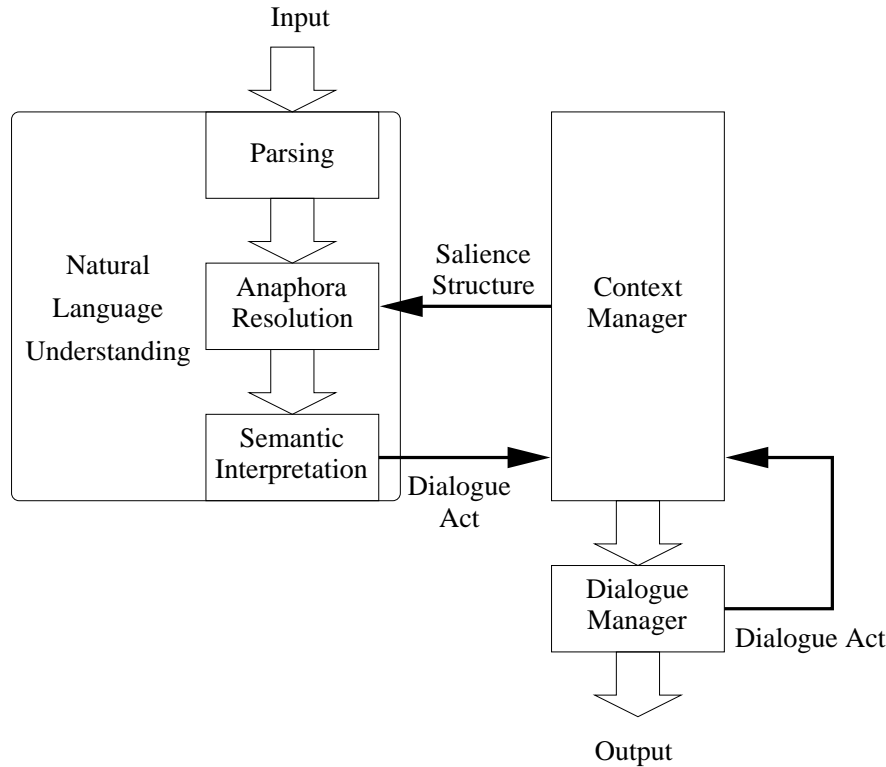 Input
Parsing
Natural
Language
Understanding
Anaphora
Resolution
Salience
Structure
Context
Manager
Semantic
Interpretation
Dialogue
Act
Dialogue
Manager
Dialogue Act
Output